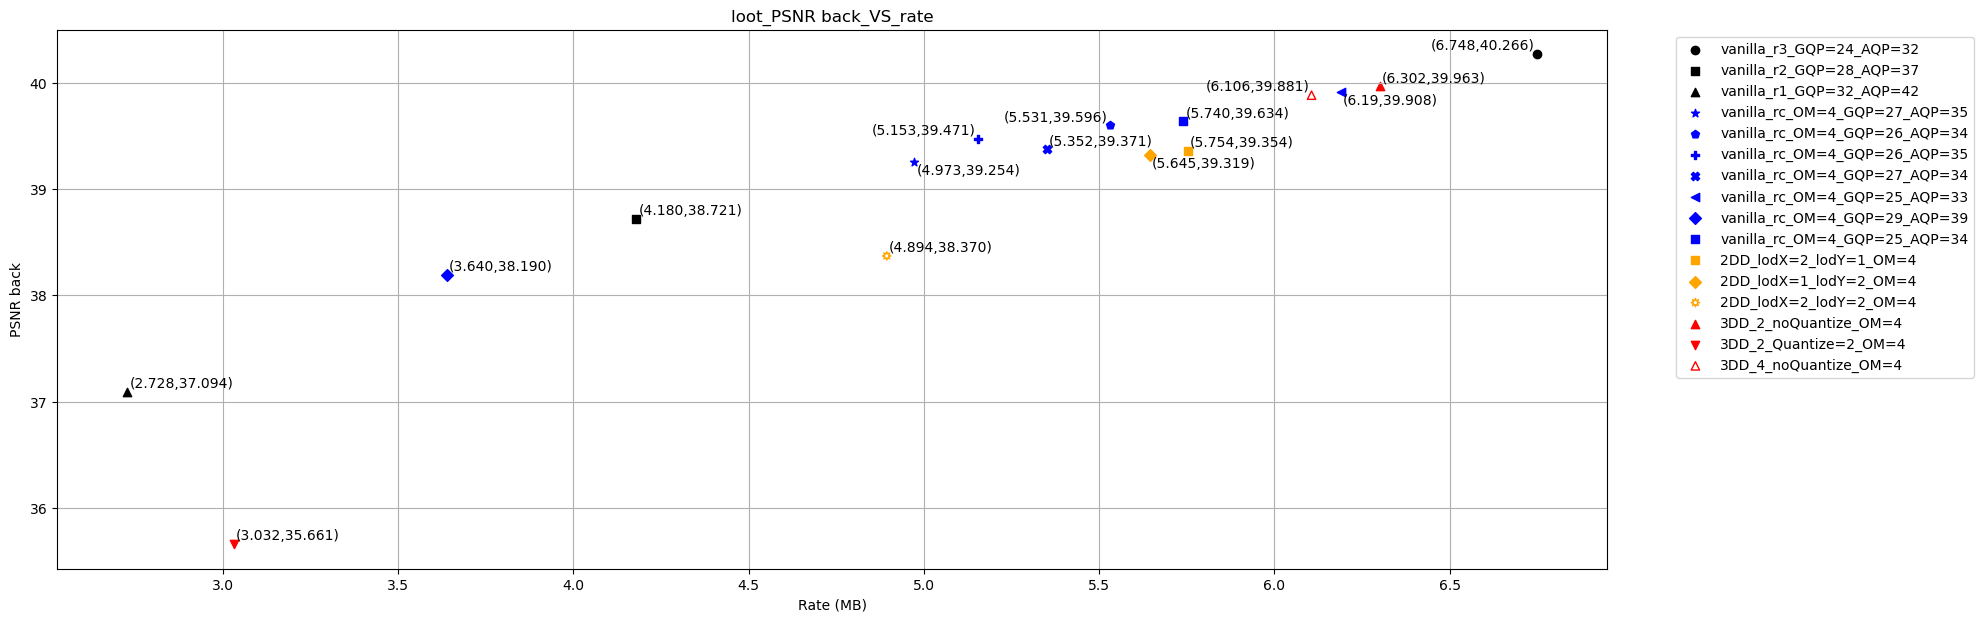 loot_PSNR back_VS_rate
(6.748,40.266)
(6.302,39.963)
(6.106,39.881)
(6.19,39.908)
(5.740,39.634)
(5.531,39.596)
(5.153,39.471)
(5.352,39.371)
(5.754,39.354)
(5.645,39.319)
(4.973,39.254)
(4.180,38.721)
(4.894,38.370)
(3.640,38.190)
(2.728,37.094)
(3.032,35.661)
PSNR back
40
39
38
37
36
3.0
3.5
4.0
4.5
5.0
5.5
6.0
6.5
Rate (MB)
vanilla_r3_GQP=24_AQP=32
vanilla_r2_GQP=28_AQP=37
vanilla_r1_GQP=32_AQP=42
vanilla_rc_OM=4_GQP=27_AQP=35
vanilla_rc_OM=4_GQP=26_AQP=34
vanilla_rc_OM=4_GQP=26_AQP=35
vanilla_rc_OM=4_GQP=27_AQP=34
vanilla_rc_OM=4_GQP=25_AQP=33
vanilla_rc_OM=4_GQP=29_AQP=39
vanilla_rc_OM=4_GQP=25_AQP=34
2DD_lodX=2_lodY=1_OM=4
2DD_lodX=1_lodY=2_OM=4
2DD_lodX=2_lodY=2_OM=4
3DD_2_noQuantize_OM=4
3DD_2_Quantize=2_OM=4
3DD_4_noQuantize_OM=4